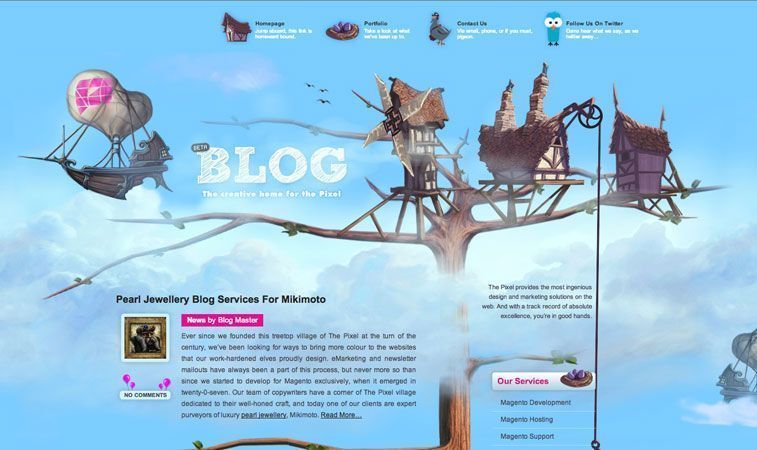 Homepage
Jump aboard, this link is
homeward bound.
Portfolio
Take a look at what
we've been up to.
Contact Us
Via email, phone, or if you must,
pigeon.
Follow Us On Twitter
Come hear what we say, as we
twitter away...
BETA
BLOG
The creative home for the Pixel
Pearl Jewellery Blog Services For Mikimoto
News by Blog Master
Ever since we founded this treetop village of The Pixel at the turn of the
century, we've been looking for ways to bring more colour to the websites
that our work-hardened elves proudly design. eMarketing and newsletter
mailouts have always been a part of this process, but never more so than
since we started to develop for Magento exclusively, when it emerged in
twenty-0-seven. Our team of copywriters have a corner of The Pixel village
dedicated to their well-honed craft, and today one of our clients are expert
purveyors of luxury pearl jewellery, Mikimoto. Read More...
NO COMMENTS
The Pixel provides the most ingenious
design and marketing solutions on the
web. And with a track record of absolute
excellence, you're in good hands.
Our Services
Magento Development
Magento Hosting
Magento Support